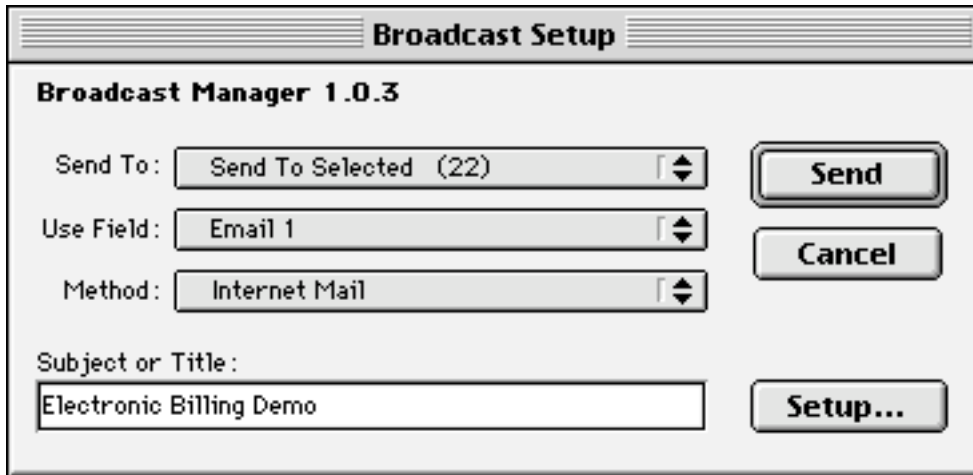 Broadcast Setup
Broadcast Manager 1.0.3
Send To: Send To Selected (22)
Send
Use Field: Email 1
Cancel
Method: Internet Mail
Subject or Title:
Electronic Billing Demo
Setup...